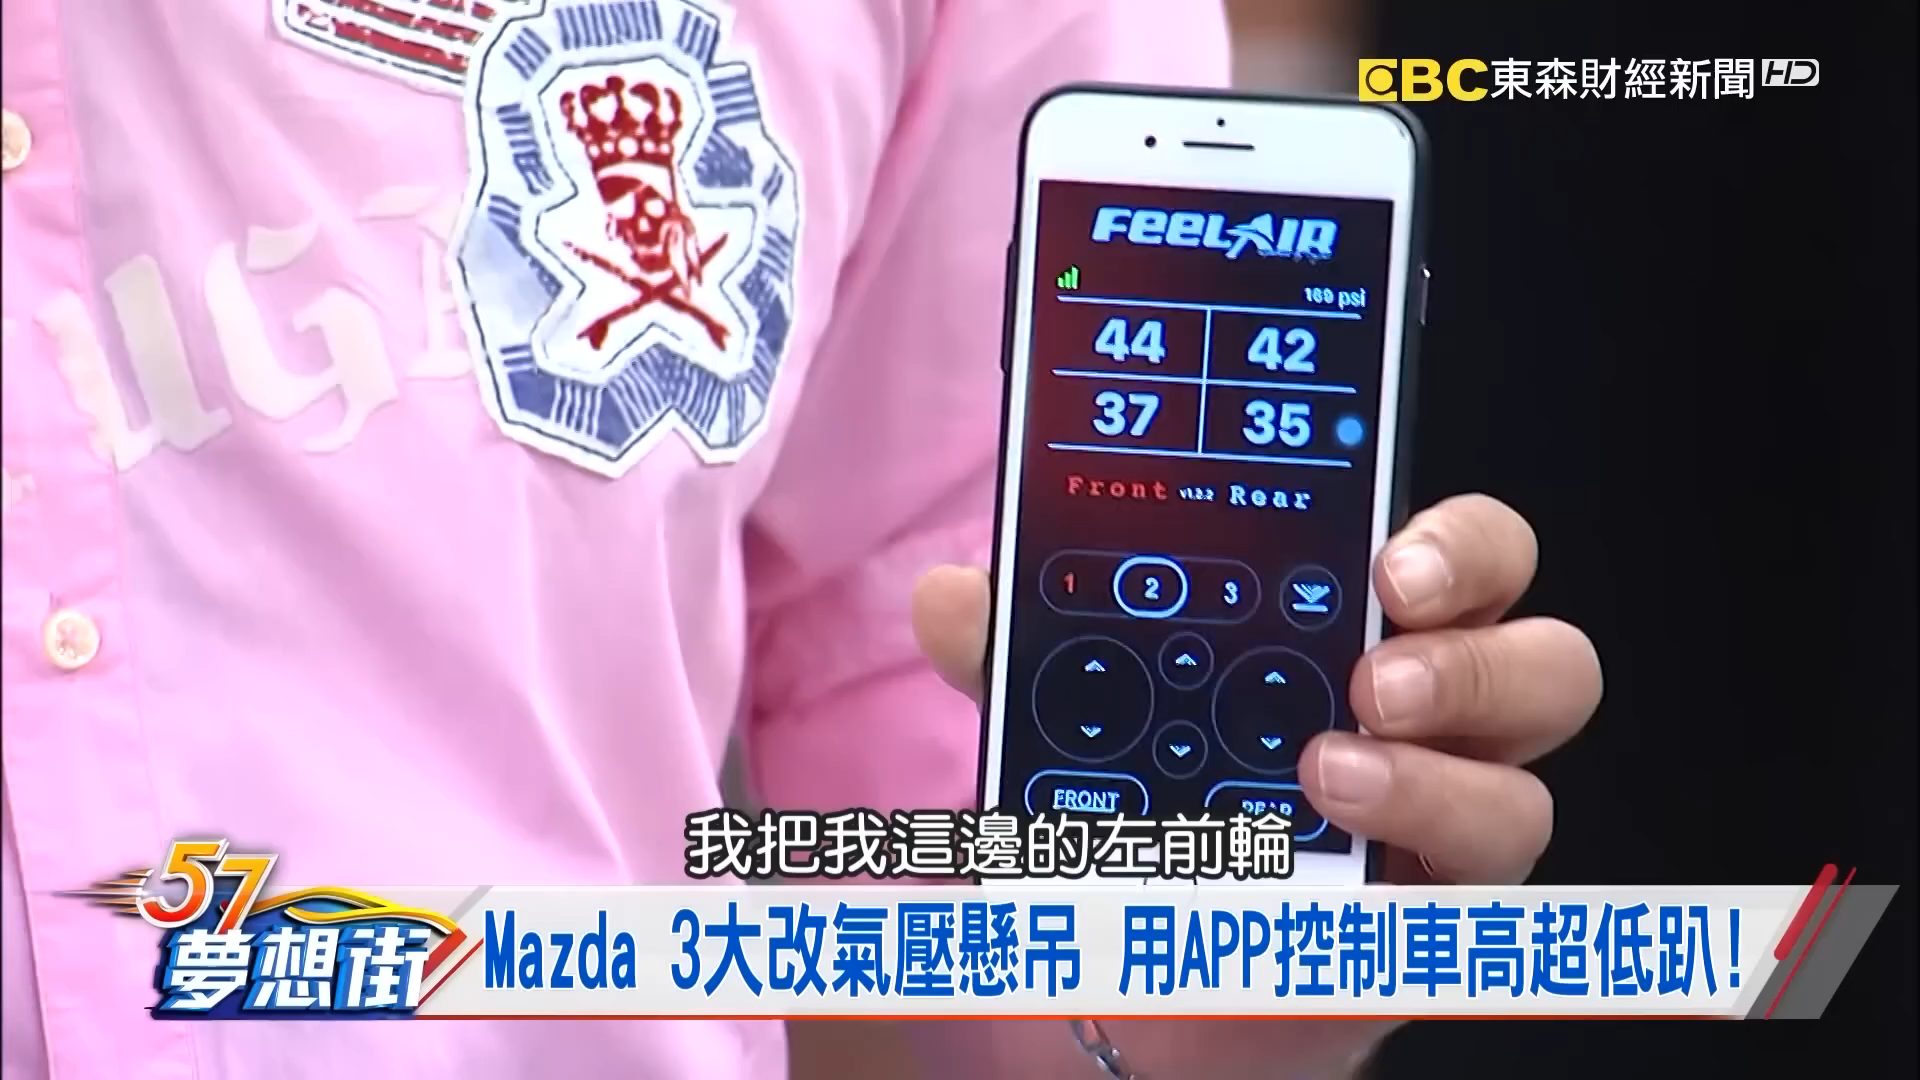 EBC東森財經新聞HD
FEELAIR
169 psi
44 42
37 35
Front v1.2.2 Rear
1 2 3
FRONT REAR
我把我這邊的左前輪
57夢想街
Mazda 3大改氣壓懸吊 用APP控制車高超低趴!